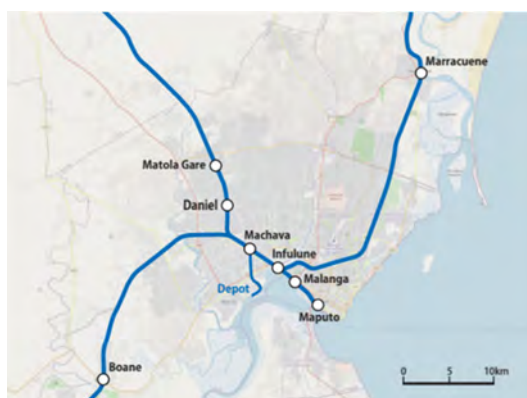 Marracuene
Matola Gare
Daniel
Machava
Infulune
Malanga
Depot
Maputo
Boane
0 5 10km